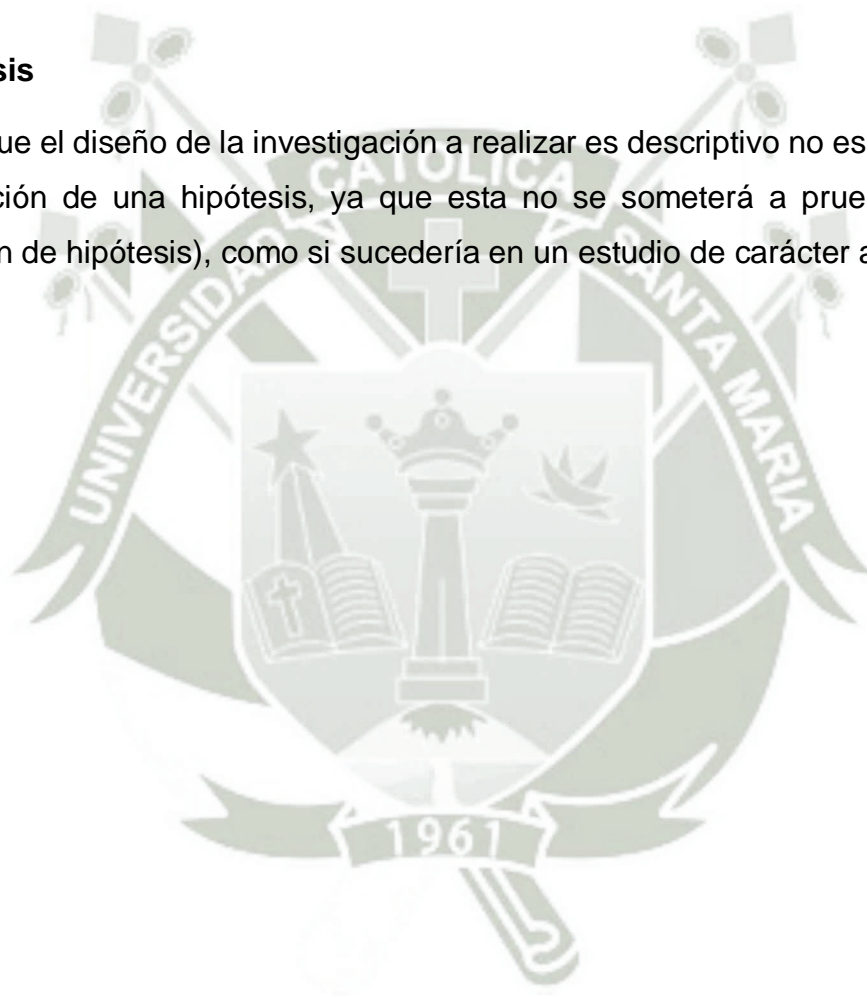 sis
ue el diseño de la investigación a realizar es descriptivo no es
ción de una hipótesis, ya que esta no se someterá a prue
n de hipótesis), como si sucedería en un estudio de carácter a
UNIVERSIDAD CATOLICA SANTA MARIA
1961